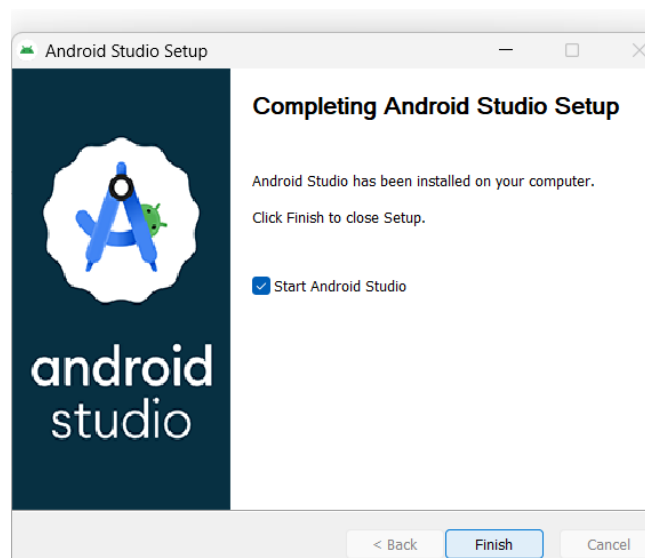 Android Studio Setup
Completing Android Studio Setup
Android Studio has been installed on your computer.
Click Finish to close Setup.
Start Android Studio
android
studio
< Back
Finish
Cancel